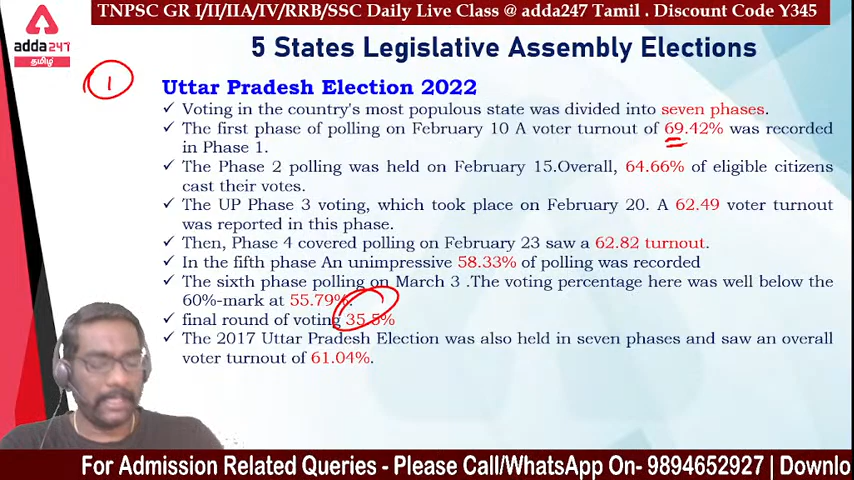 TNPSC GR I/II/IIA/IV/RRB/SSC Daily Live Class @ adda247 Tamil . Discount Code Y345
adda247
தமிழ்
5 States Legislative Assembly Elections
1
Uttar Pradesh Election 2022
✓ Voting in the country's most populous state was divided into seven phases.
✓ The first phase of polling on February 10 A voter turnout of 69.42% was recorded
in Phase 1.
✓ The Phase 2 polling was held on February 15.Overall, 64.66% of eligible citizens
cast their votes.
✓ The UP Phase 3 voting, which took place on February 20. A 62.49 voter turnout
was reported in this phase.
✓ Then, Phase 4 covered polling on February 23 saw a 62.82 turnout.
✓ In the fifth phase An unimpressive 58.33% of polling was recorded
✓ The sixth phase polling on March 3 .The voting percentage here was well below the
60%-mark at 55.79%.
✓ final round of voting 35.5%
✓ The 2017 Uttar Pradesh Election was also held in seven phases and saw an overall
voter turnout of 61.04%.
For Admission Related Queries - Please Call/WhatsApp On- 9894652927 | Downlo